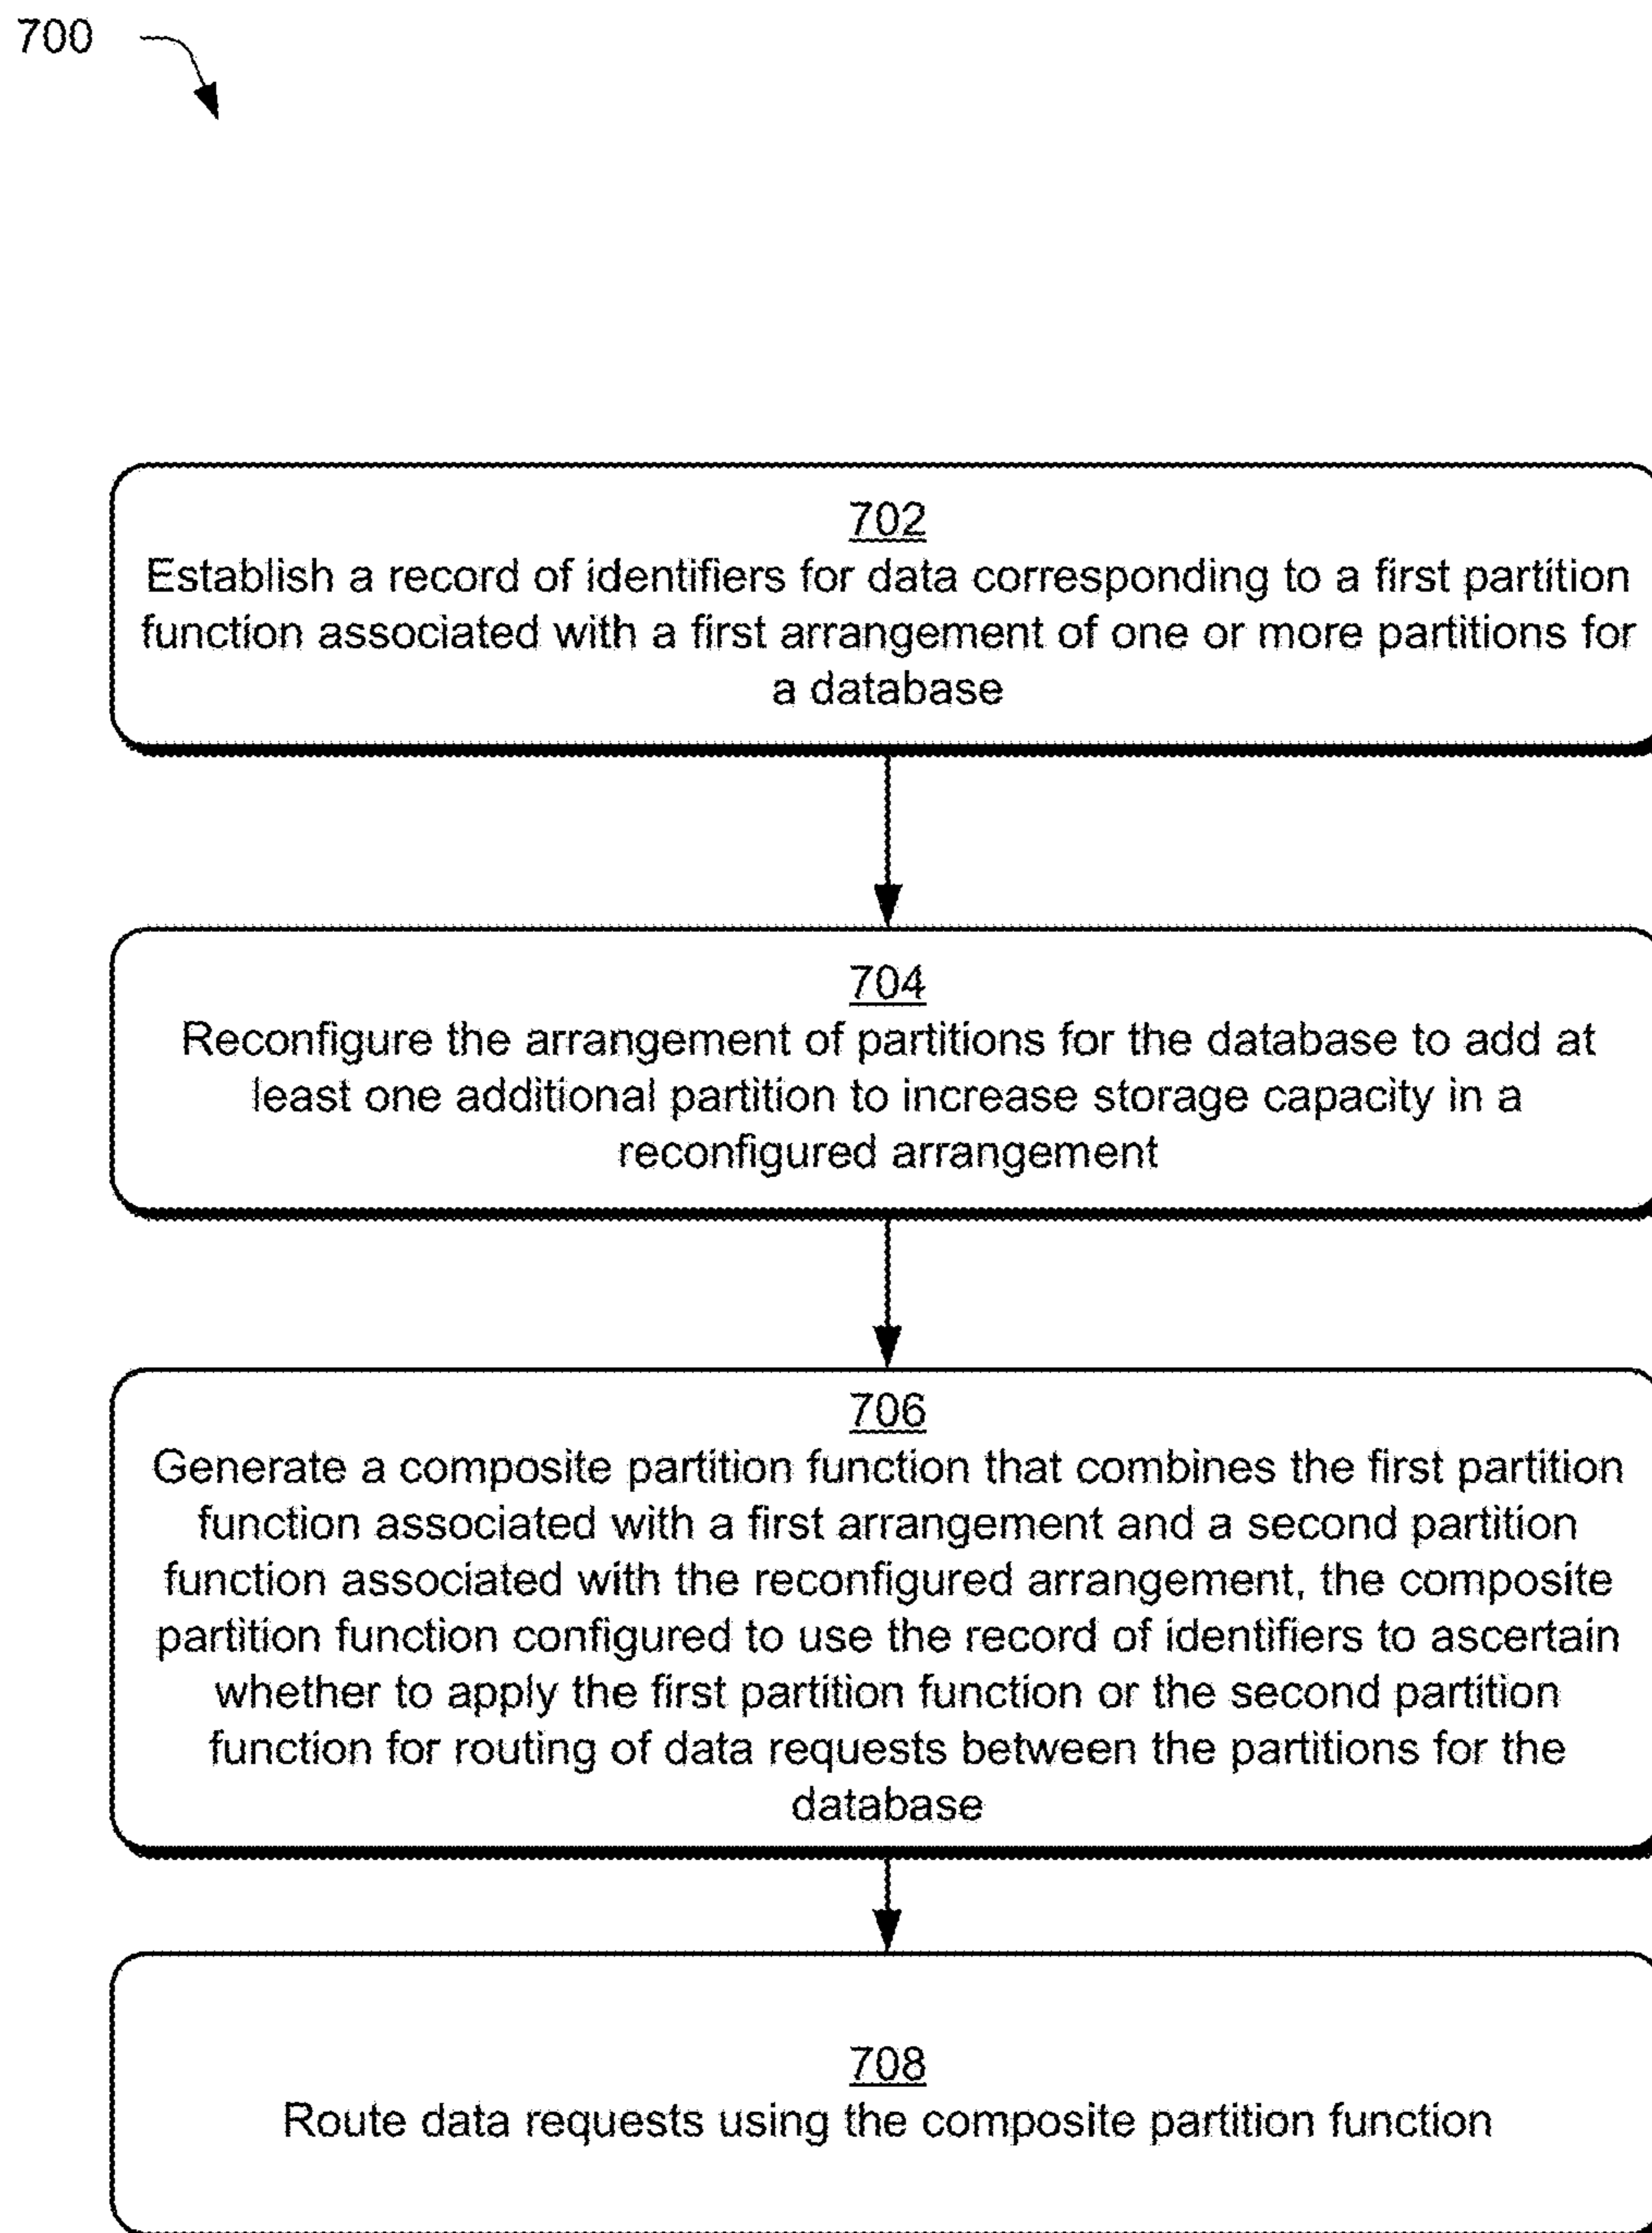 700
702
Establish a record of identifiers for data corresponding to a first partition
function associated with a first arrangement of one or more partitions for
a database
704
Reconfigure the arrangement of partitions for the database to add at
least one additional partition to increase storage capacity in a
reconfigured arrangement
706
Generate a composite partition function that combines the first partition
function associated with a first arrangement and a second partition
function associated with the reconfigured arrangement, the composite
partition function configured to use the record of identifiers to ascertain
whether to apply the first partition function or the second partition
function for routing of data requests between the partitions for the
database
708
Route data requests using the composite partition function